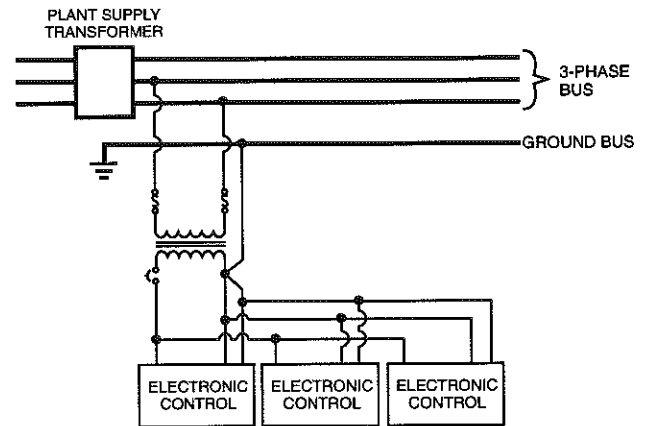 PLANT SUPPLY
TRANSFORMER
3-PHASE
BUS
GROUND BUS
ELECTRONIC
CONTROL
ELECTRONIC
CONTROL
ELECTRONIC
CONTROL